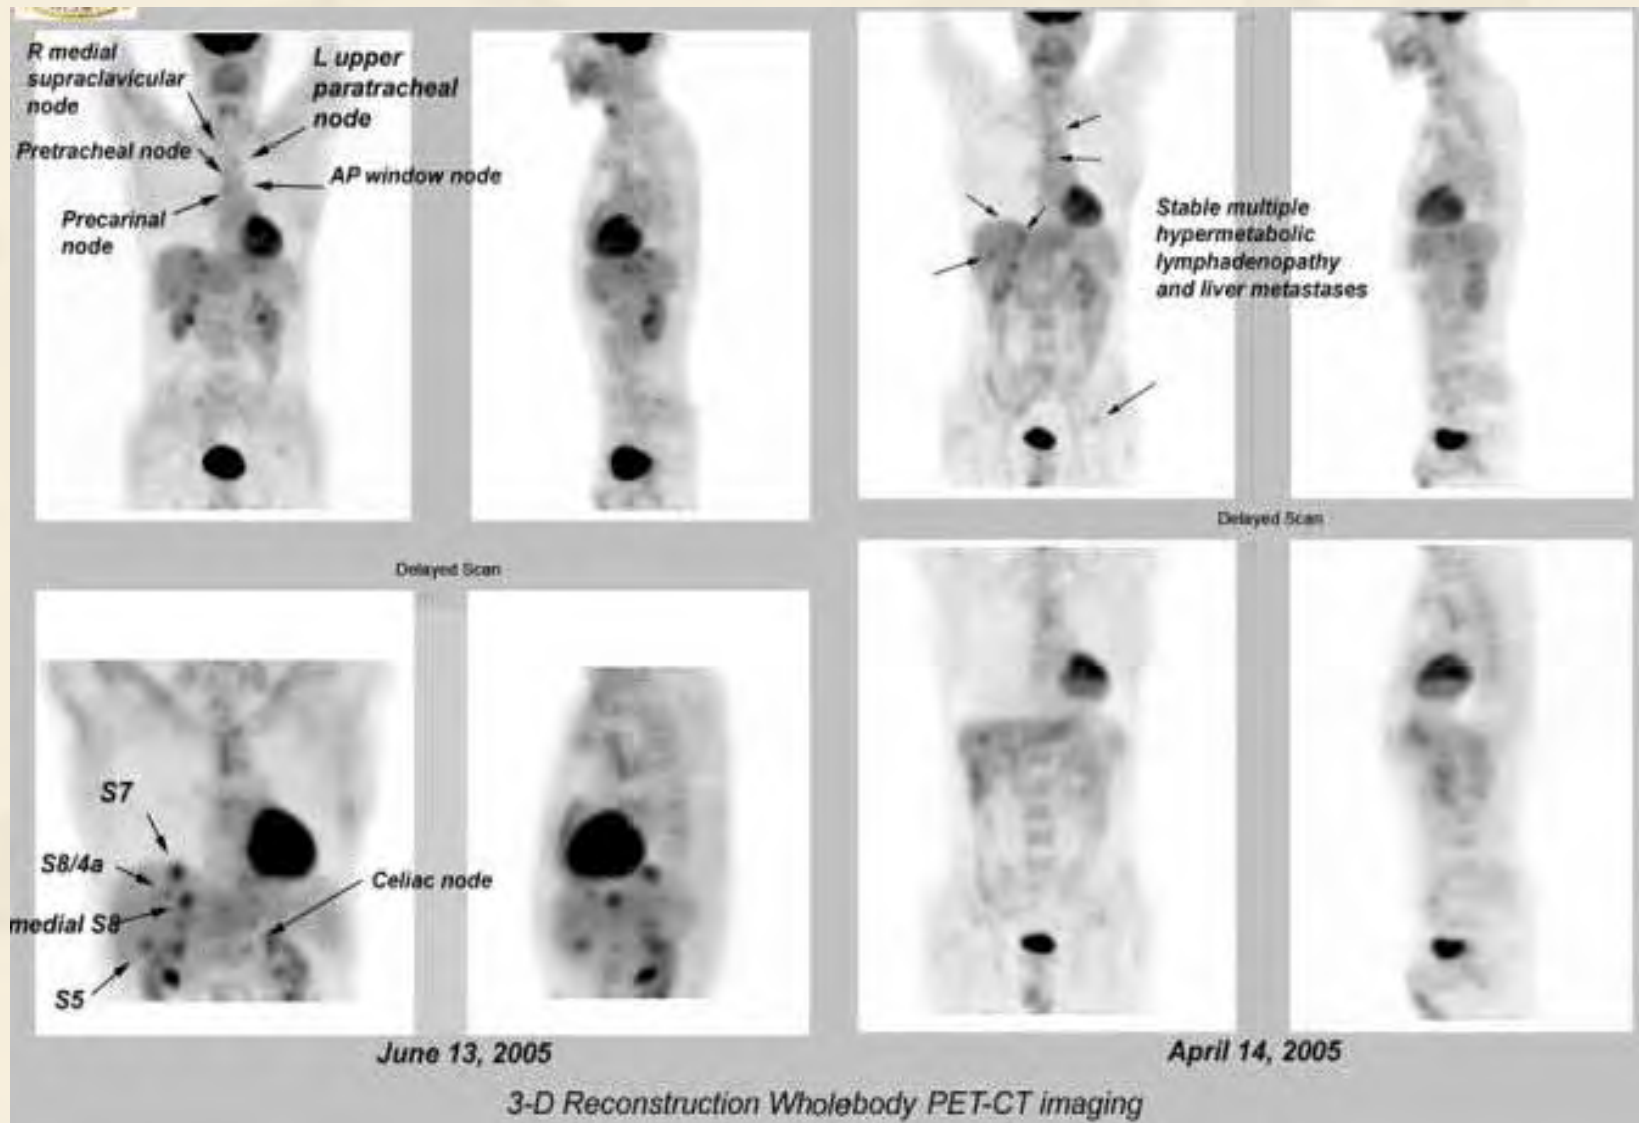 R medial
supraclavicular
node
L upper
paratracheal
node
Pretracheal node
AP window node
Precarinal
node
Stable multiple
hypermetabolic
lymphadenopathy
and liver metastases
Delayed Scan
Delayed Scan
S7
S8/4a
Celiac node
medial S8
S5
June 13, 2005
April 14, 2005
3-D Reconstruction Wholebody PET-CT imaging